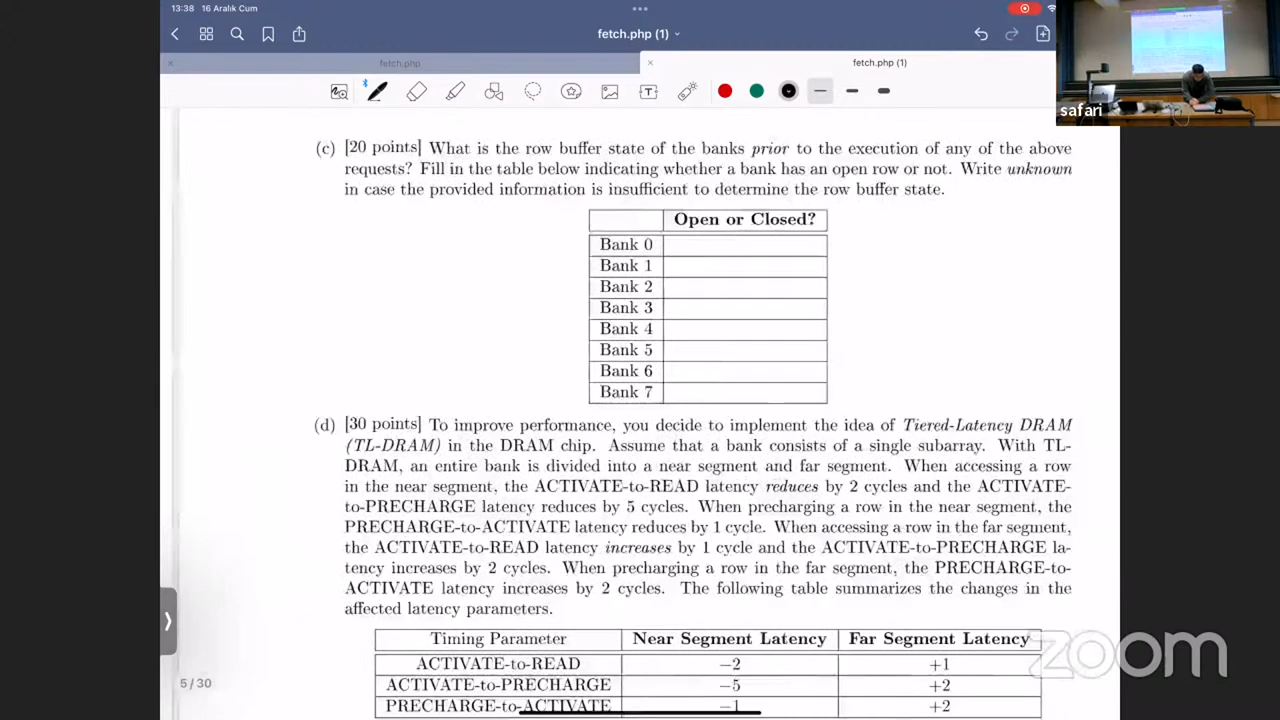 13:38 16 Aralık Cum
fetch.php (1)
fetch.php
fetch.php (1)
safari
(c) [20 points] What is the row buffer state of the banks prior to the execution of any of the above
requests? Fill in the table below indicating whether a bank has an open row or not. Write unknown
in case the provided information is insufficient to determine the row buffer state.
Open or Closed?
Bank 0
Bank 1
Bank 2
Bank 3
Bank 4
Bank 5
Bank 6
Bank 7
(d) [30 points] To improve performance, you decide to implement the idea of Tiered-Latency DRAM
(TL-DRAM) in the DRAM chip. Assume that a bank consists of a single subarray. With TL-
DRAM, an entire bank is divided into a near segment and far segment. When accessing a row
in the near segment, the ACTIVATE-to-READ latency reduces by 2 cycles and the ACTIVATE-
to-PRECHARGE latency reduces by 5 cycles. When precharging a row in the near segment, the
PRECHARGE-to-ACTIVATE latency reduces by 1 cycle. When accessing a row in the far segment,
the ACTIVATE-to-READ latency increases by 1 cycle and the ACTIVATE-to-PRECHARGE la-
tency increases by 2 cycles. When precharging a row in the far segment, the PRECHARGE-to-
ACTIVATE latency increases by 2 cycles. The following table summarizes the changes in the
affected latency parameters.
Timing Parameter Near Segment Latency Far Segment Latency
ACTIVATE-to-READ −2 +1
ACTIVATE-to-PRECHARGE −5 +2
PRECHARGE-to-ACTIVATE −1 +2
5 / 30
zoom